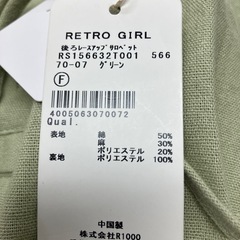 RETRO GIRL
後ろレースアップサロペット
RS156632T001 566
70-07 グリーン
F
4005063070072
Qual.
表地 綿 50%
麻 30%
ポリエステル 20%
裏地 ポリエステル 100%
中国製
株式会社R1000